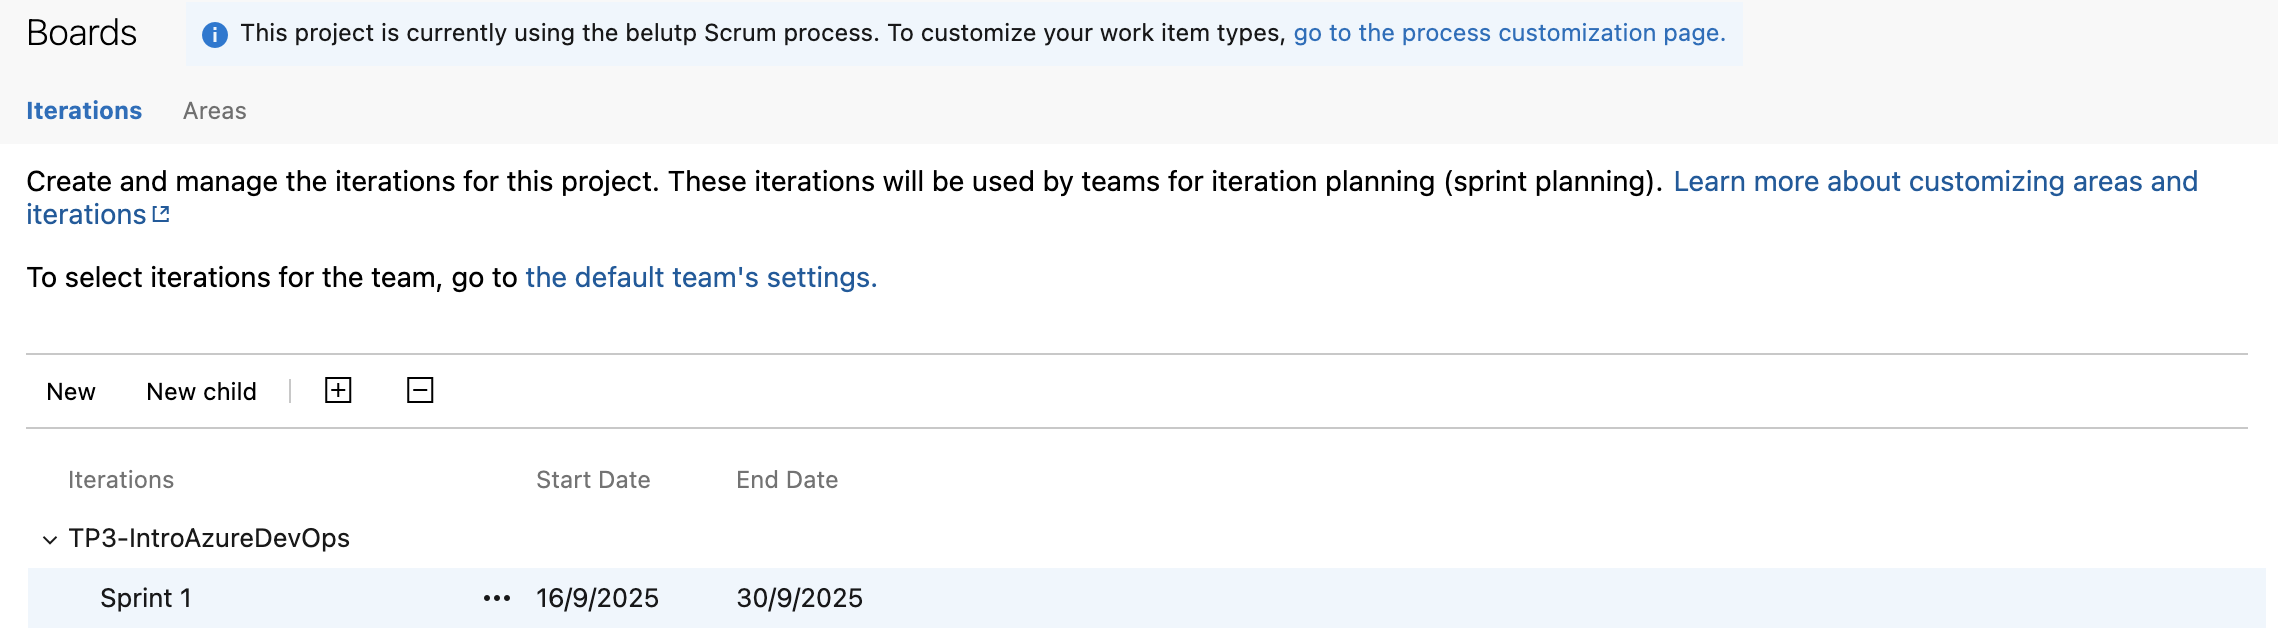 Boards
This project is currently using the belutp Scrum process. To customize your work item types, go to the process customization page.
Iterations Areas
Create and manage the iterations for this project. These iterations will be used by teams for iteration planning (sprint planning). Learn more about customizing areas and
iterations
To select iterations for the team, go to the default team's settings.
New New child
Iterations Start Date End Date
TP3-IntroAzureDevOps
Sprint 1 16/9/2025 30/9/2025